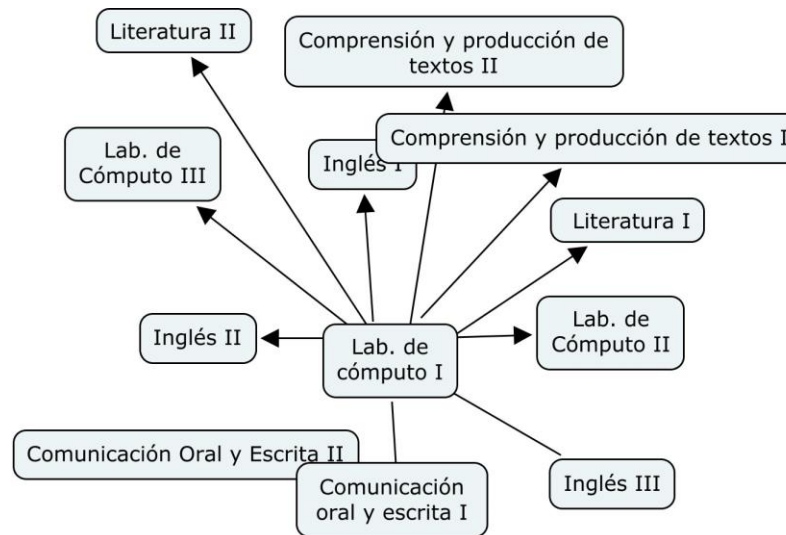 Literatura II
Comprensión y producción de
textos II
Comprensión y producción de textos I
Lab. de
Cómputo III
Inglés I
Literatura I
Inglés II
Lab. de
cómputo I
Lab. de
Cómputo II
Comunicación Oral y Escrita II
Comunicación
oral y escrita I
Inglés III